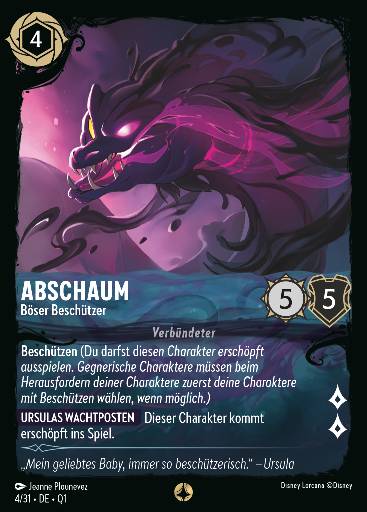 4
ABSCHAUM
Böser Beschützer
5
5
Verbündeter
Beschützen (Du darfst diesen Charakter erschöpft
ausspielen. Gegnerische Charaktere müssen beim
Herausfordern deiner Charaktere zuerst deine Charaktere
mit Beschützen wählen, wenn möglich.)
URSULAS WACHTPOSTEN Dieser Charakter kommt
erschöpft ins Spiel.
„Mein geliebtes Baby, immer so beschützerisch.“ –Ursula
Jeanne Plounevez
Disney Lorcana ©Disney
4/31 • DE • Q1